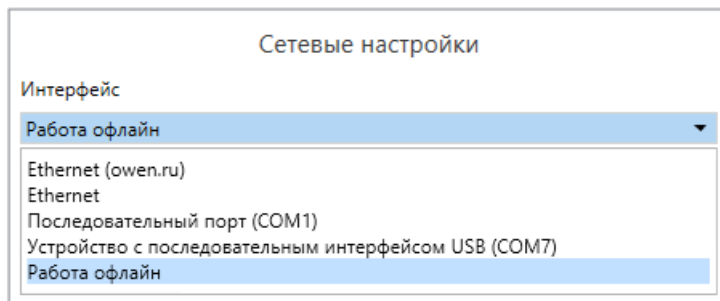 Сетевые настройки
Интерфейс
Работа офлайн
Ethernet (owen.ru)
Ethernet
Последовательный порт (COM1)
Устройство с последовательным интерфейсом USB (COM7)
Работа офлайн